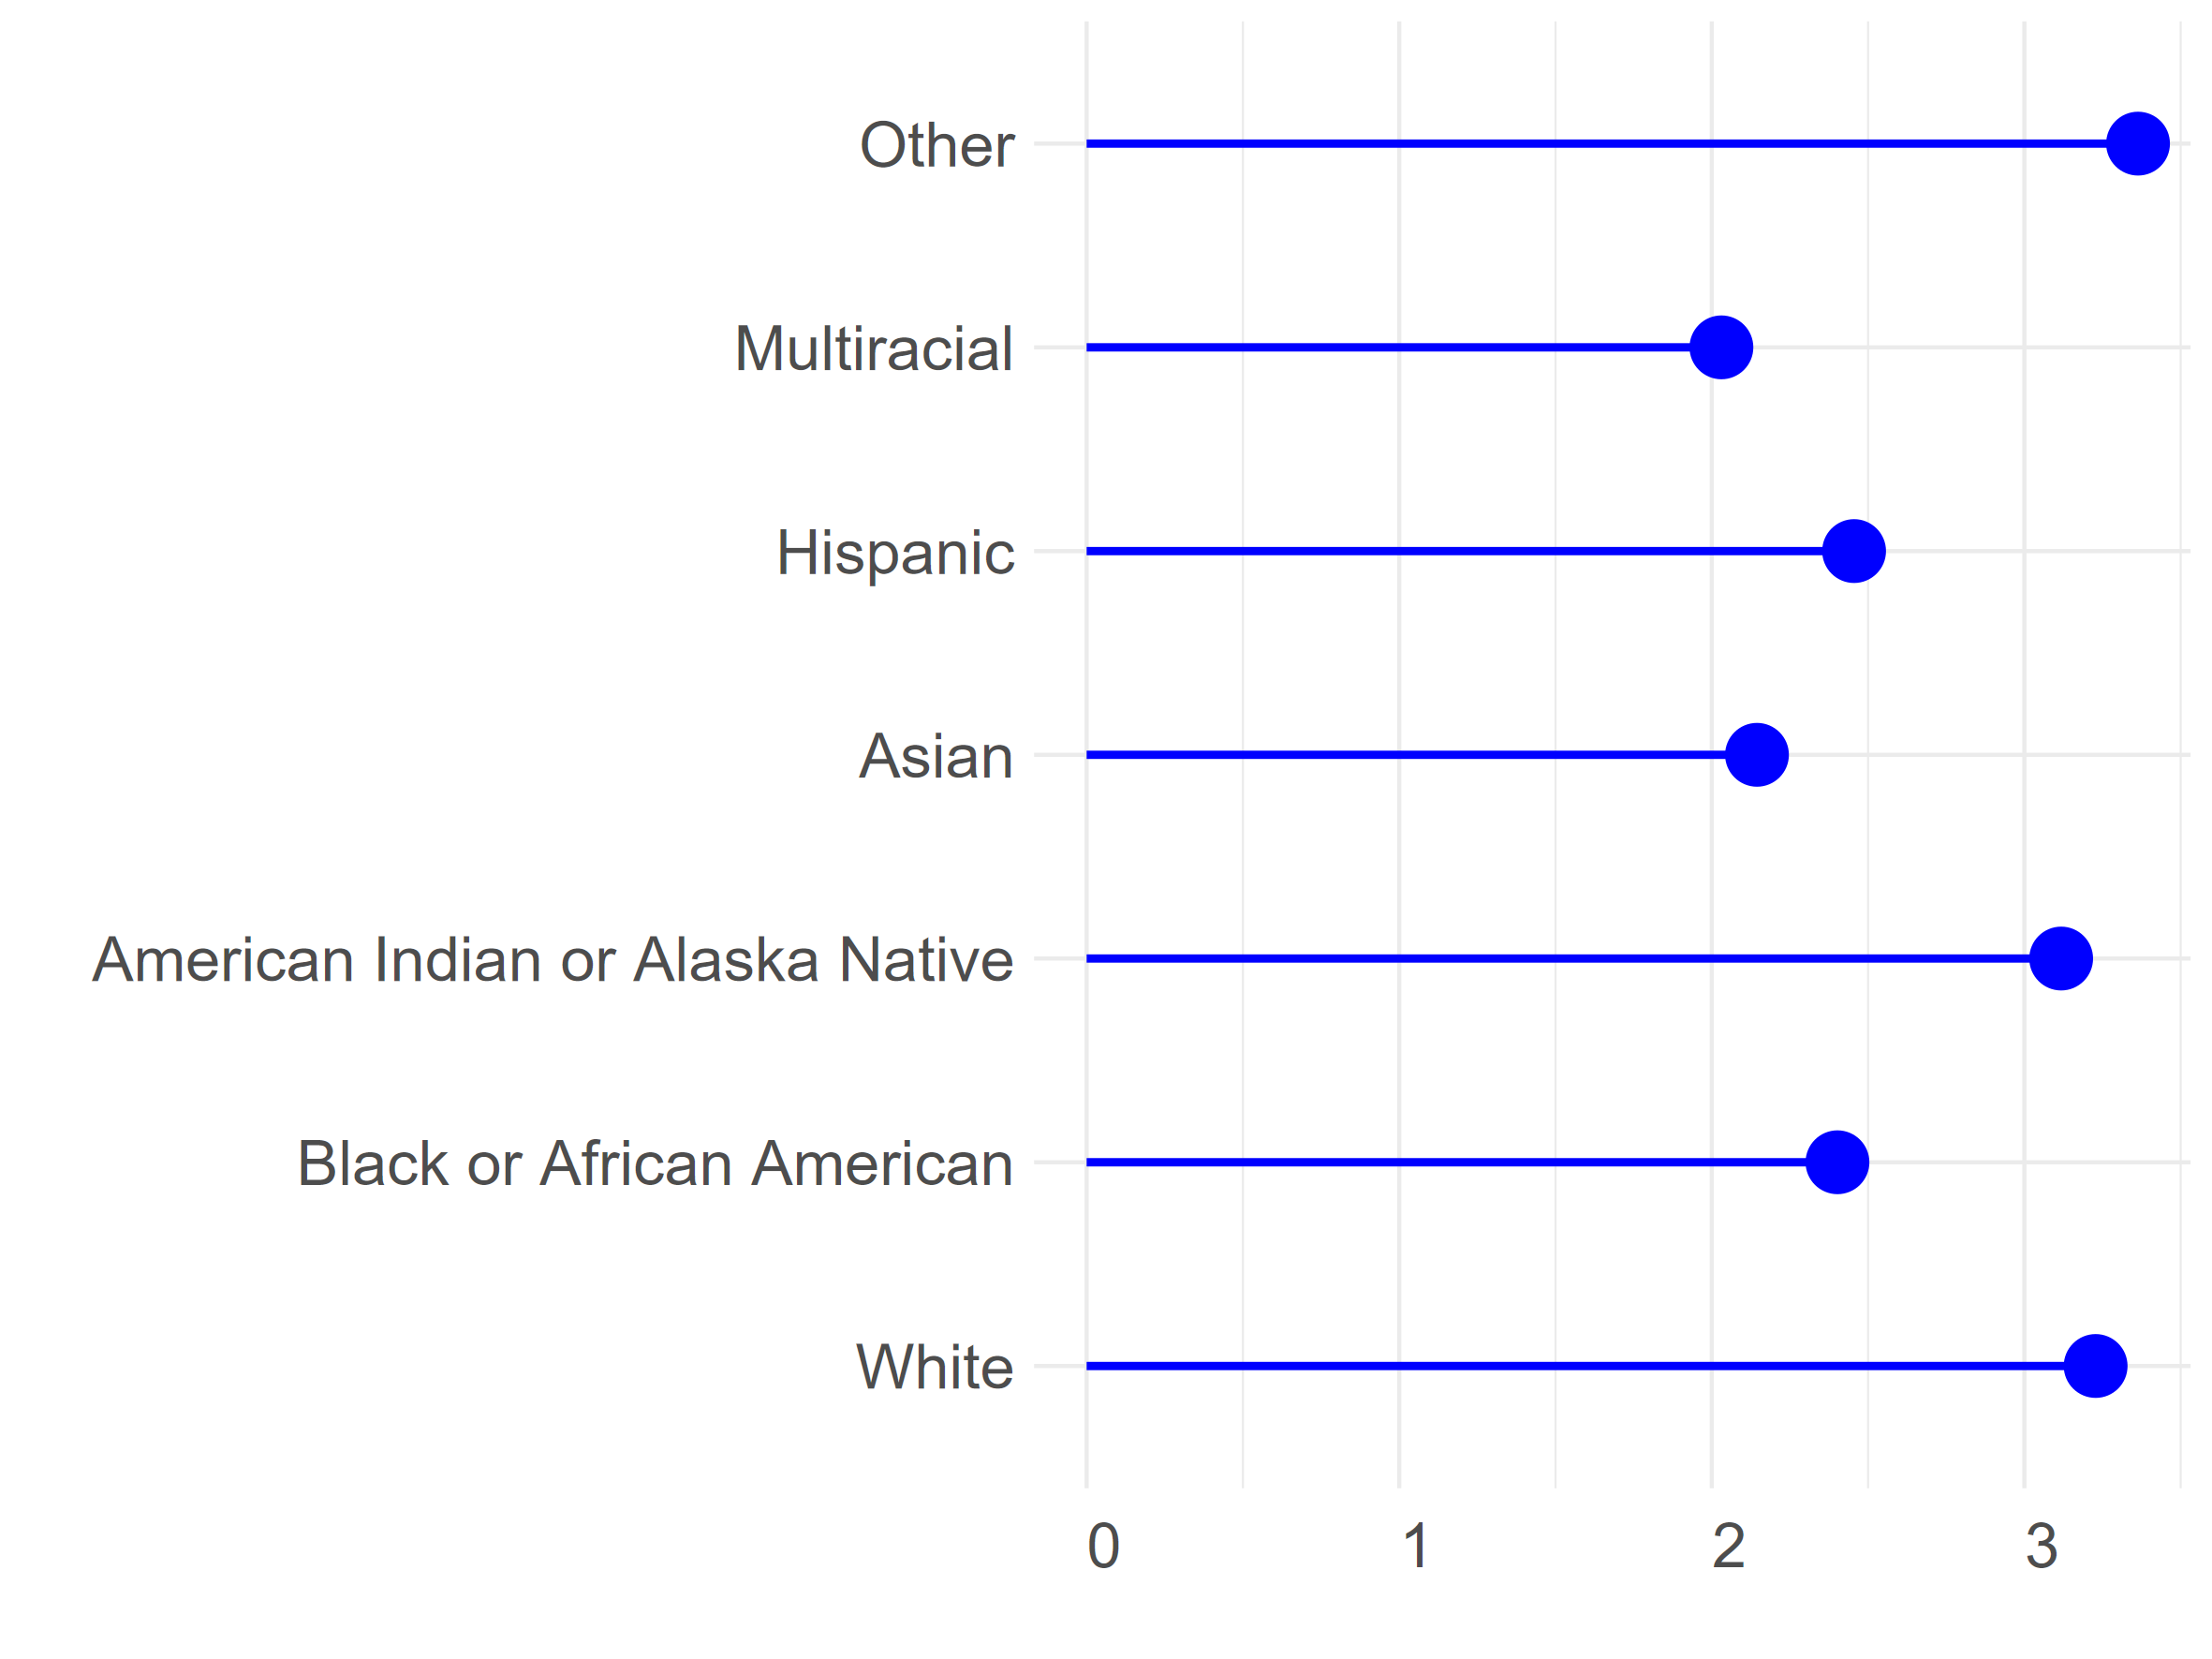 Other
Multiracial
Hispanic
Asian
American Indian or Alaska Native
Black or African American
White
0 1 2 3